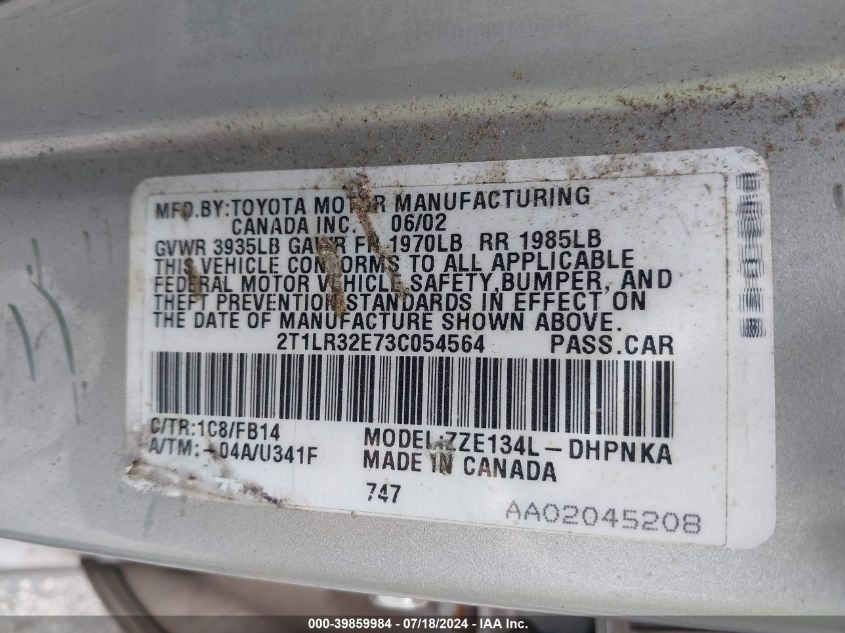 MFD.BY:TOYOTA MOTOR MANUFACTURING
CANADA INC. 06/02
GVWR 3935LB GAWR FR 1970LB RR 1985LB
THIS VEHICLE CONFORMS TO ALL APPLICABLE
FEDERAL MOTOR VEHICLE SAFETY,BUMPER, AND
THEFT PREVENTION STANDARDS IN EFFECT ON
THE DATE OF MANUFACTURE SHOWN ABOVE.
2T1LR32E73C054564 PASS.CAR
C/TR:1C8/FB14 MODEL:ZZE134L-DHPNKA
A/TM:-04A/U341F MADE IN CANADA
747
AA02045208
000-39859984 / 07/18/2024 - IAA Inc.